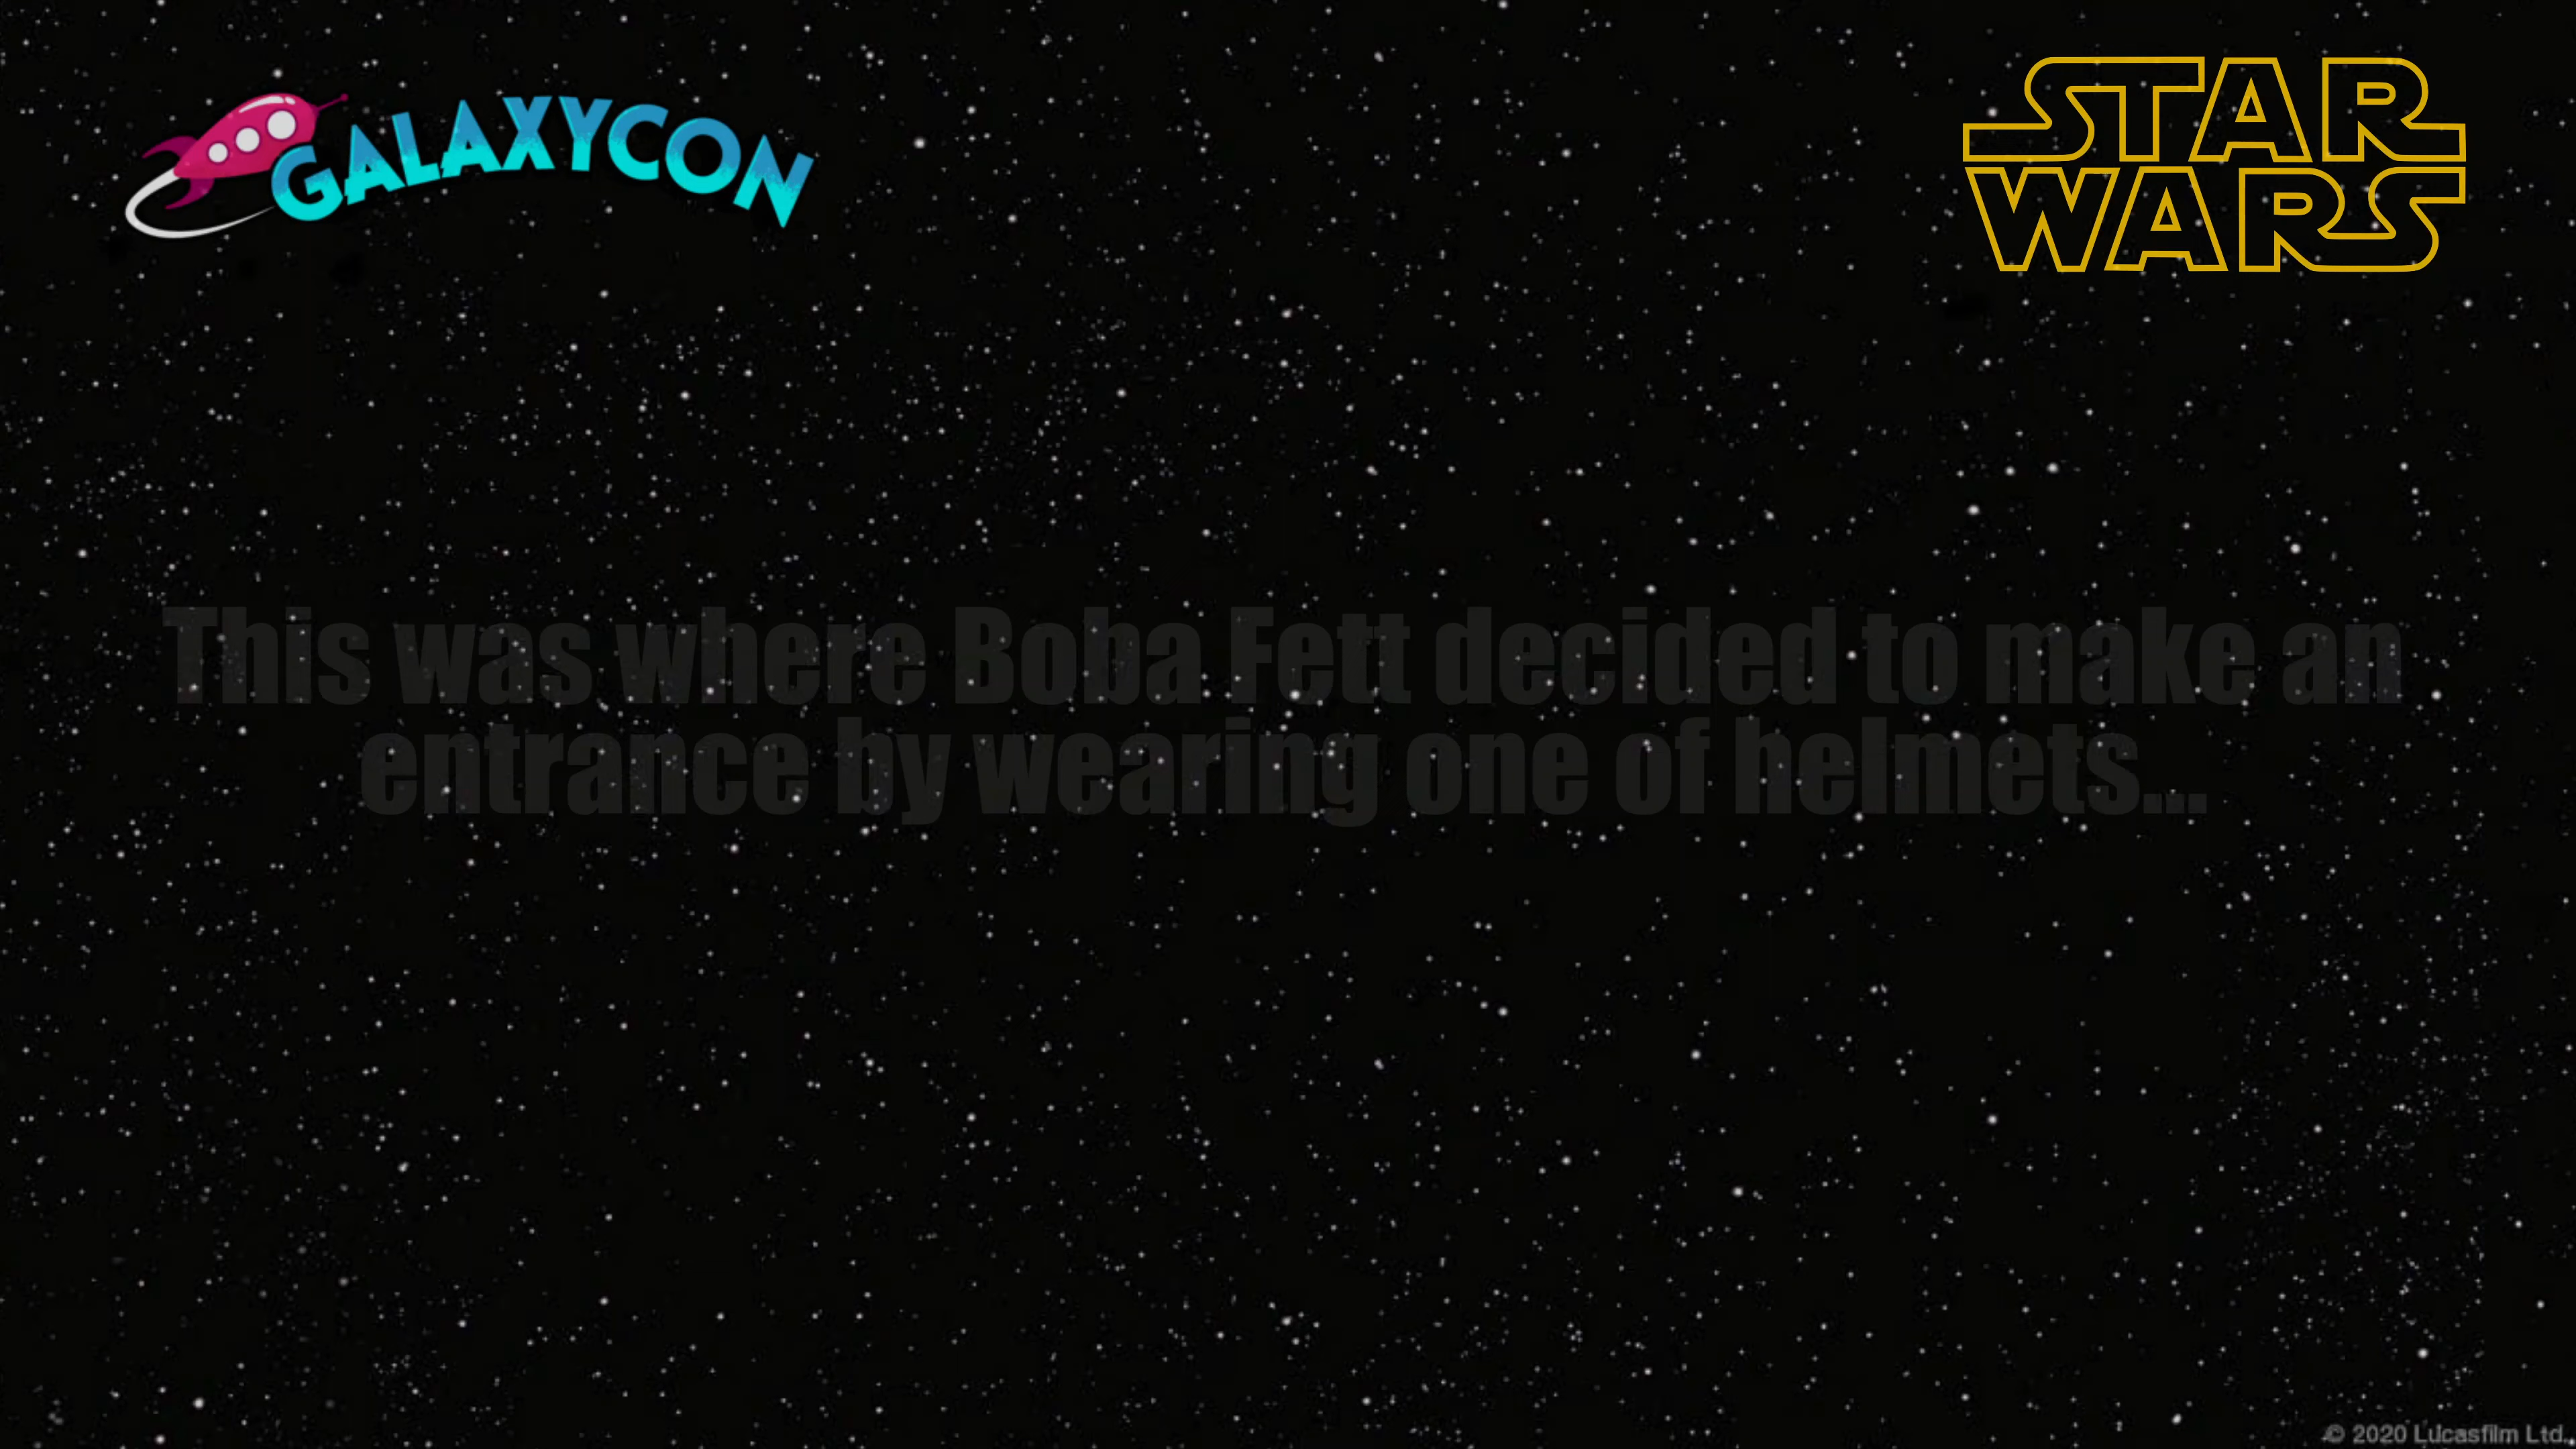 GALAXYCON
STAR
WARS
This was where Boba Fett decided to make an
entrance by wearing one of helmets...
© 2020 Lucasfilm Ltd.